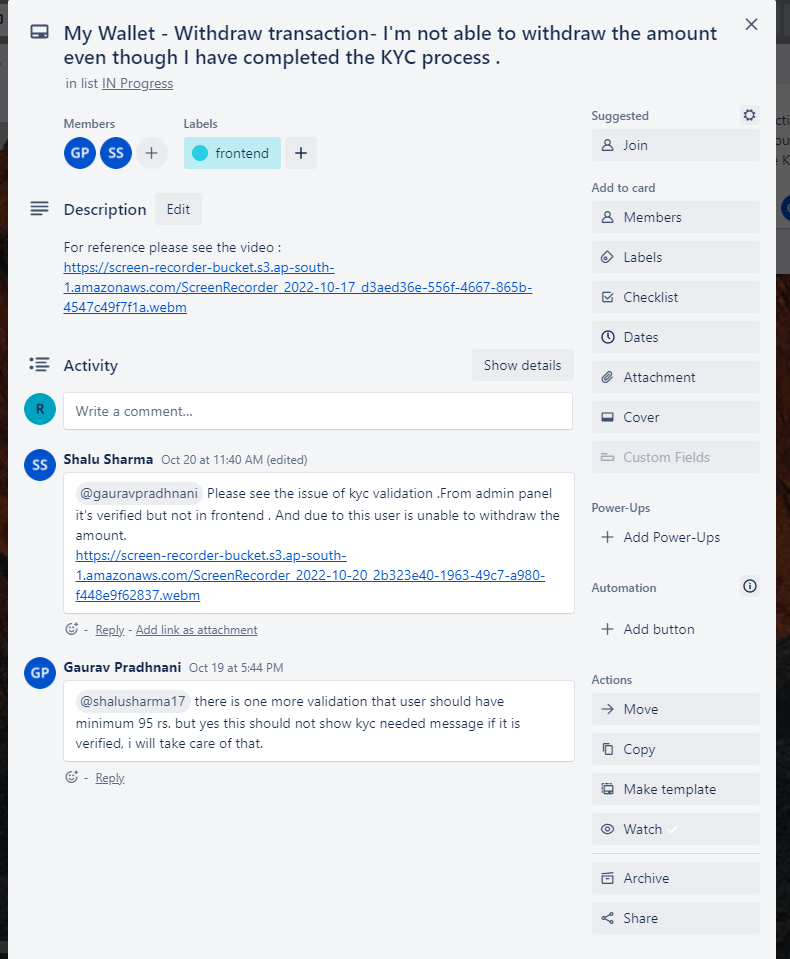 My Wallet - Withdraw transaction- I'm not able to withdraw the amount
even though I have completed the KYC process .
in list IN Progress
Members
Labels
GP
SS
frontend
Description
Edit
For reference please see the video :
https://screen-recorder-bucket.s3.ap-south-
1.amazonaws.com/ScreenRecorder_2022-10-17_d3aed36e-556f-4667-865b-
4547c49f7f1a.webm
Activity
Show details
R
Write a comment...
SS
Shalu Sharma Oct 20 at 11:40 AM (edited)
@gauravpradhnani Please see the issue of kyc validation .From admin panel
it's verified but not in frontend . And due to this user is unable to withdraw the
amount.
https://screen-recorder-bucket.s3.ap-south-
1.amazonaws.com/ScreenRecorder_2022-10-20_2b323e40-1963-49c7-a980-
f448e9f62837.webm
- Reply - Add link as attachment
GP
Gaurav Pradhnani Oct 19 at 5:44 PM
@shalusharma17 there is one more validation that user should have
minimum 95 rs. but yes this should not show kyc needed message if it is
verified, i will take care of that.
- Reply
Suggested
Join
Add to card
Members
Labels
Checklist
Dates
Attachment
Cover
Custom Fields
Power-Ups
+ Add Power-Ups
Automation
+ Add button
Actions
Move
Copy
Make template
Watch
Archive
Share